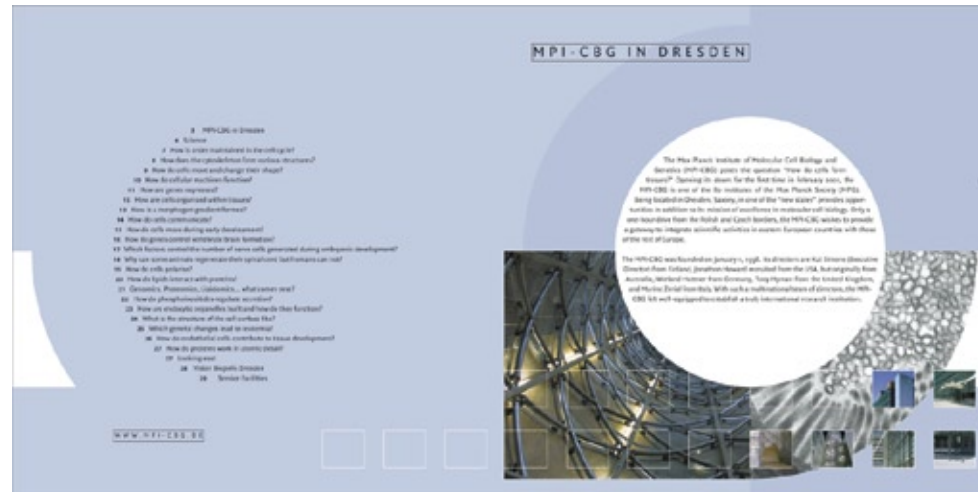 3 MPI-CBG in Dresden
6 Science
7 How is order maintained in the cell cycle?
8 How does the cytoskeleton form various structures?
9 How do cells move and change their shape?
10 How do cellular machines function?
11 How are genes expressed?
12 How are cells organized within tissues?
13 How is a morphogen gradient formed?
14 How do cells communicate?
15 How do cells move during early development?
16 How do genes control vertebrate brain formation?
17 Which factors control the number of nerve cells generated during embryonic development?
18 Why can some animals regenerate their spinal cord but humans can not?
19 How do cells polarise?
20 How do lipids interact with proteins?
21 Genomics, Proteomics, Lipidomics... what comes next?
22 How do phosphoinositides regulate secretion?
23 How are endocytic organelles built and how do they function?
24 What is the structure of the cell surface like?
25 Which genetic changes lead to anaemia?
26 How do endothelial cells contribute to tissue development?
27 How do proteins work in atomic detail?
27 Looking east
28 Vision Biopolis Dresden
29 Service Facilities
WWW.MPI-CBG.DE
MPI-CBG IN DRESDEN
The Max Planck Institute of Molecular Cell Biology and
Genetics (MPI-CBG) poses the question "How do cells form
tissues?" Opening its doors for the first time in February 2001, the
MPI-CBG is one of the 80 institutes of the Max Planck Society (MPG).
Being located in Dresden, Saxony, in one of the "new states" provides oppor-
tunities in addition to its mission of excellence in molecular cell biology. Only a
one hour drive from the Polish and Czech borders, the MPI-CBG wishes to provide
a gateway to integrate scientific activities in eastern European countries with those
of the rest of Europe.
The MPI-CBG was founded on January 1, 1998. Its directors are Kai Simons (Executive
Director) from Finland, Jonathon Howard recruited from the USA, but originally from
Australia, Wieland Huttner from Germany, Tony Hyman from the United Kingdom,
and Marino Zerial from Italy. With such a multinational team of directors, the MPI-
CBG felt well equipped to establish a truly international research institution.